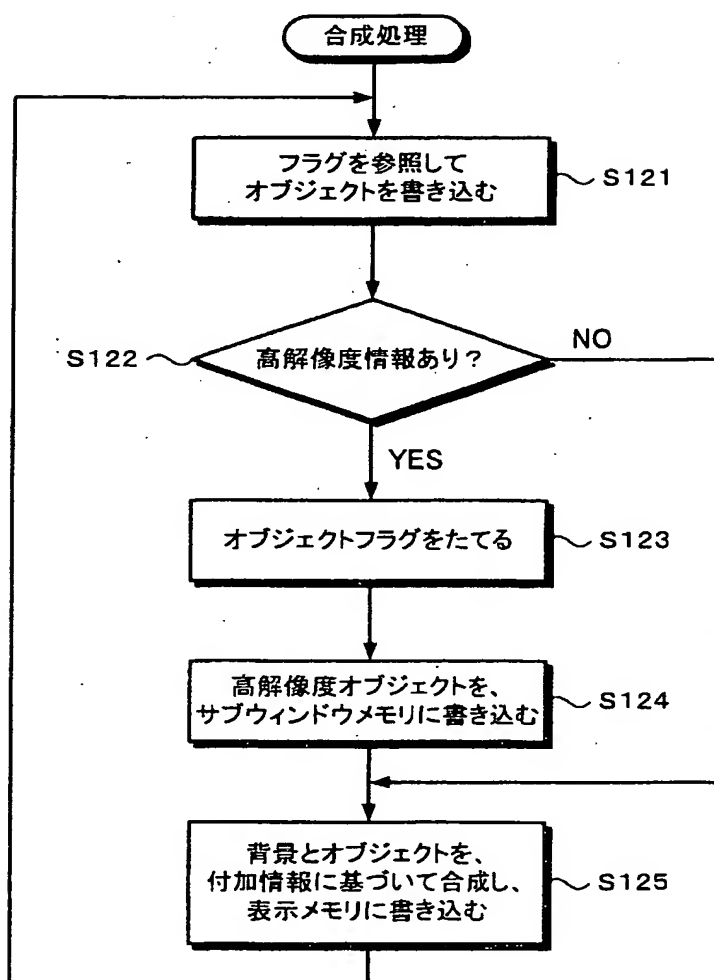 合成処理
フラグを参照して
オブジェクトを書き込む
S121
高解像度情報あり?
S122
NO
YES
オブジェクトフラグをたてる
S123
高解像度オブジェクトを、
サブウィンドウメモリに書き込む
S124
背景とオブジェクトを、
付加情報に基づいて合成し、
表示メモリに書き込む
S125